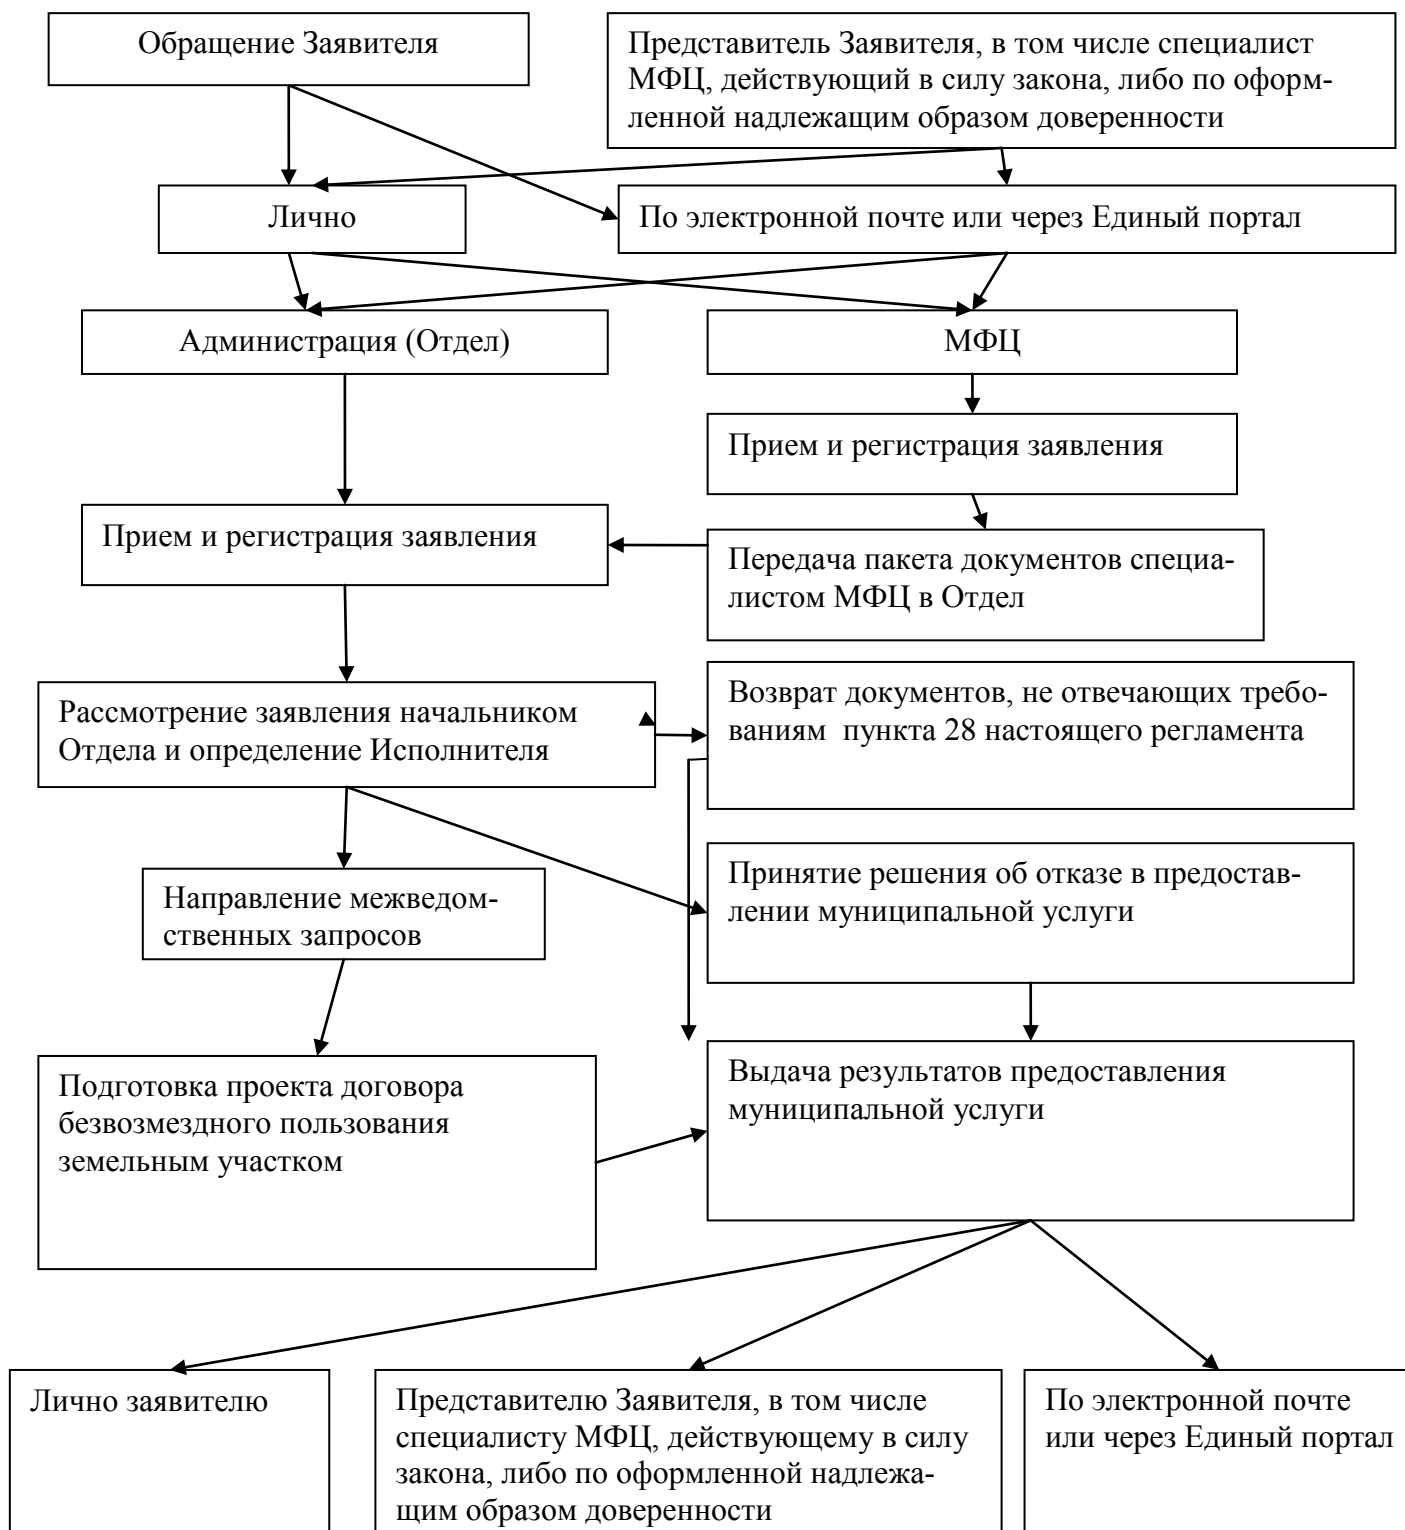 Обращение Заявителя
Представитель Заявителя, в том числе специалист
МФЦ, действующий в силу закона, либо по оформ-
ленной надлежащим образом доверенности
Лично
По электронной почте или через Единый портал
Администрация (Отдел)
МФЦ
Прием и регистрация заявления
Прием и регистрация заявления
Передача пакета документов специа-
листом МФЦ в Отдел
Рассмотрение заявления начальником
Отдела и определение Исполнителя
Возврат документов, не отвечающих требо-
ваниям  пункта 28 настоящего регламента
Направление межведом-
ственных запросов
Принятие решения об отказе в предостав-
лении муниципальной услуги
Подготовка проекта договора
безвозмездного пользования
земельным участком
Выдача результатов предоставления
муниципальной услуги
Лично заявителю
Представителю Заявителя, в том числе
специалисту МФЦ, действующему в силу
закона, либо по оформленной надлежа-
щим образом доверенности
По электронной почте
или через Единый портал